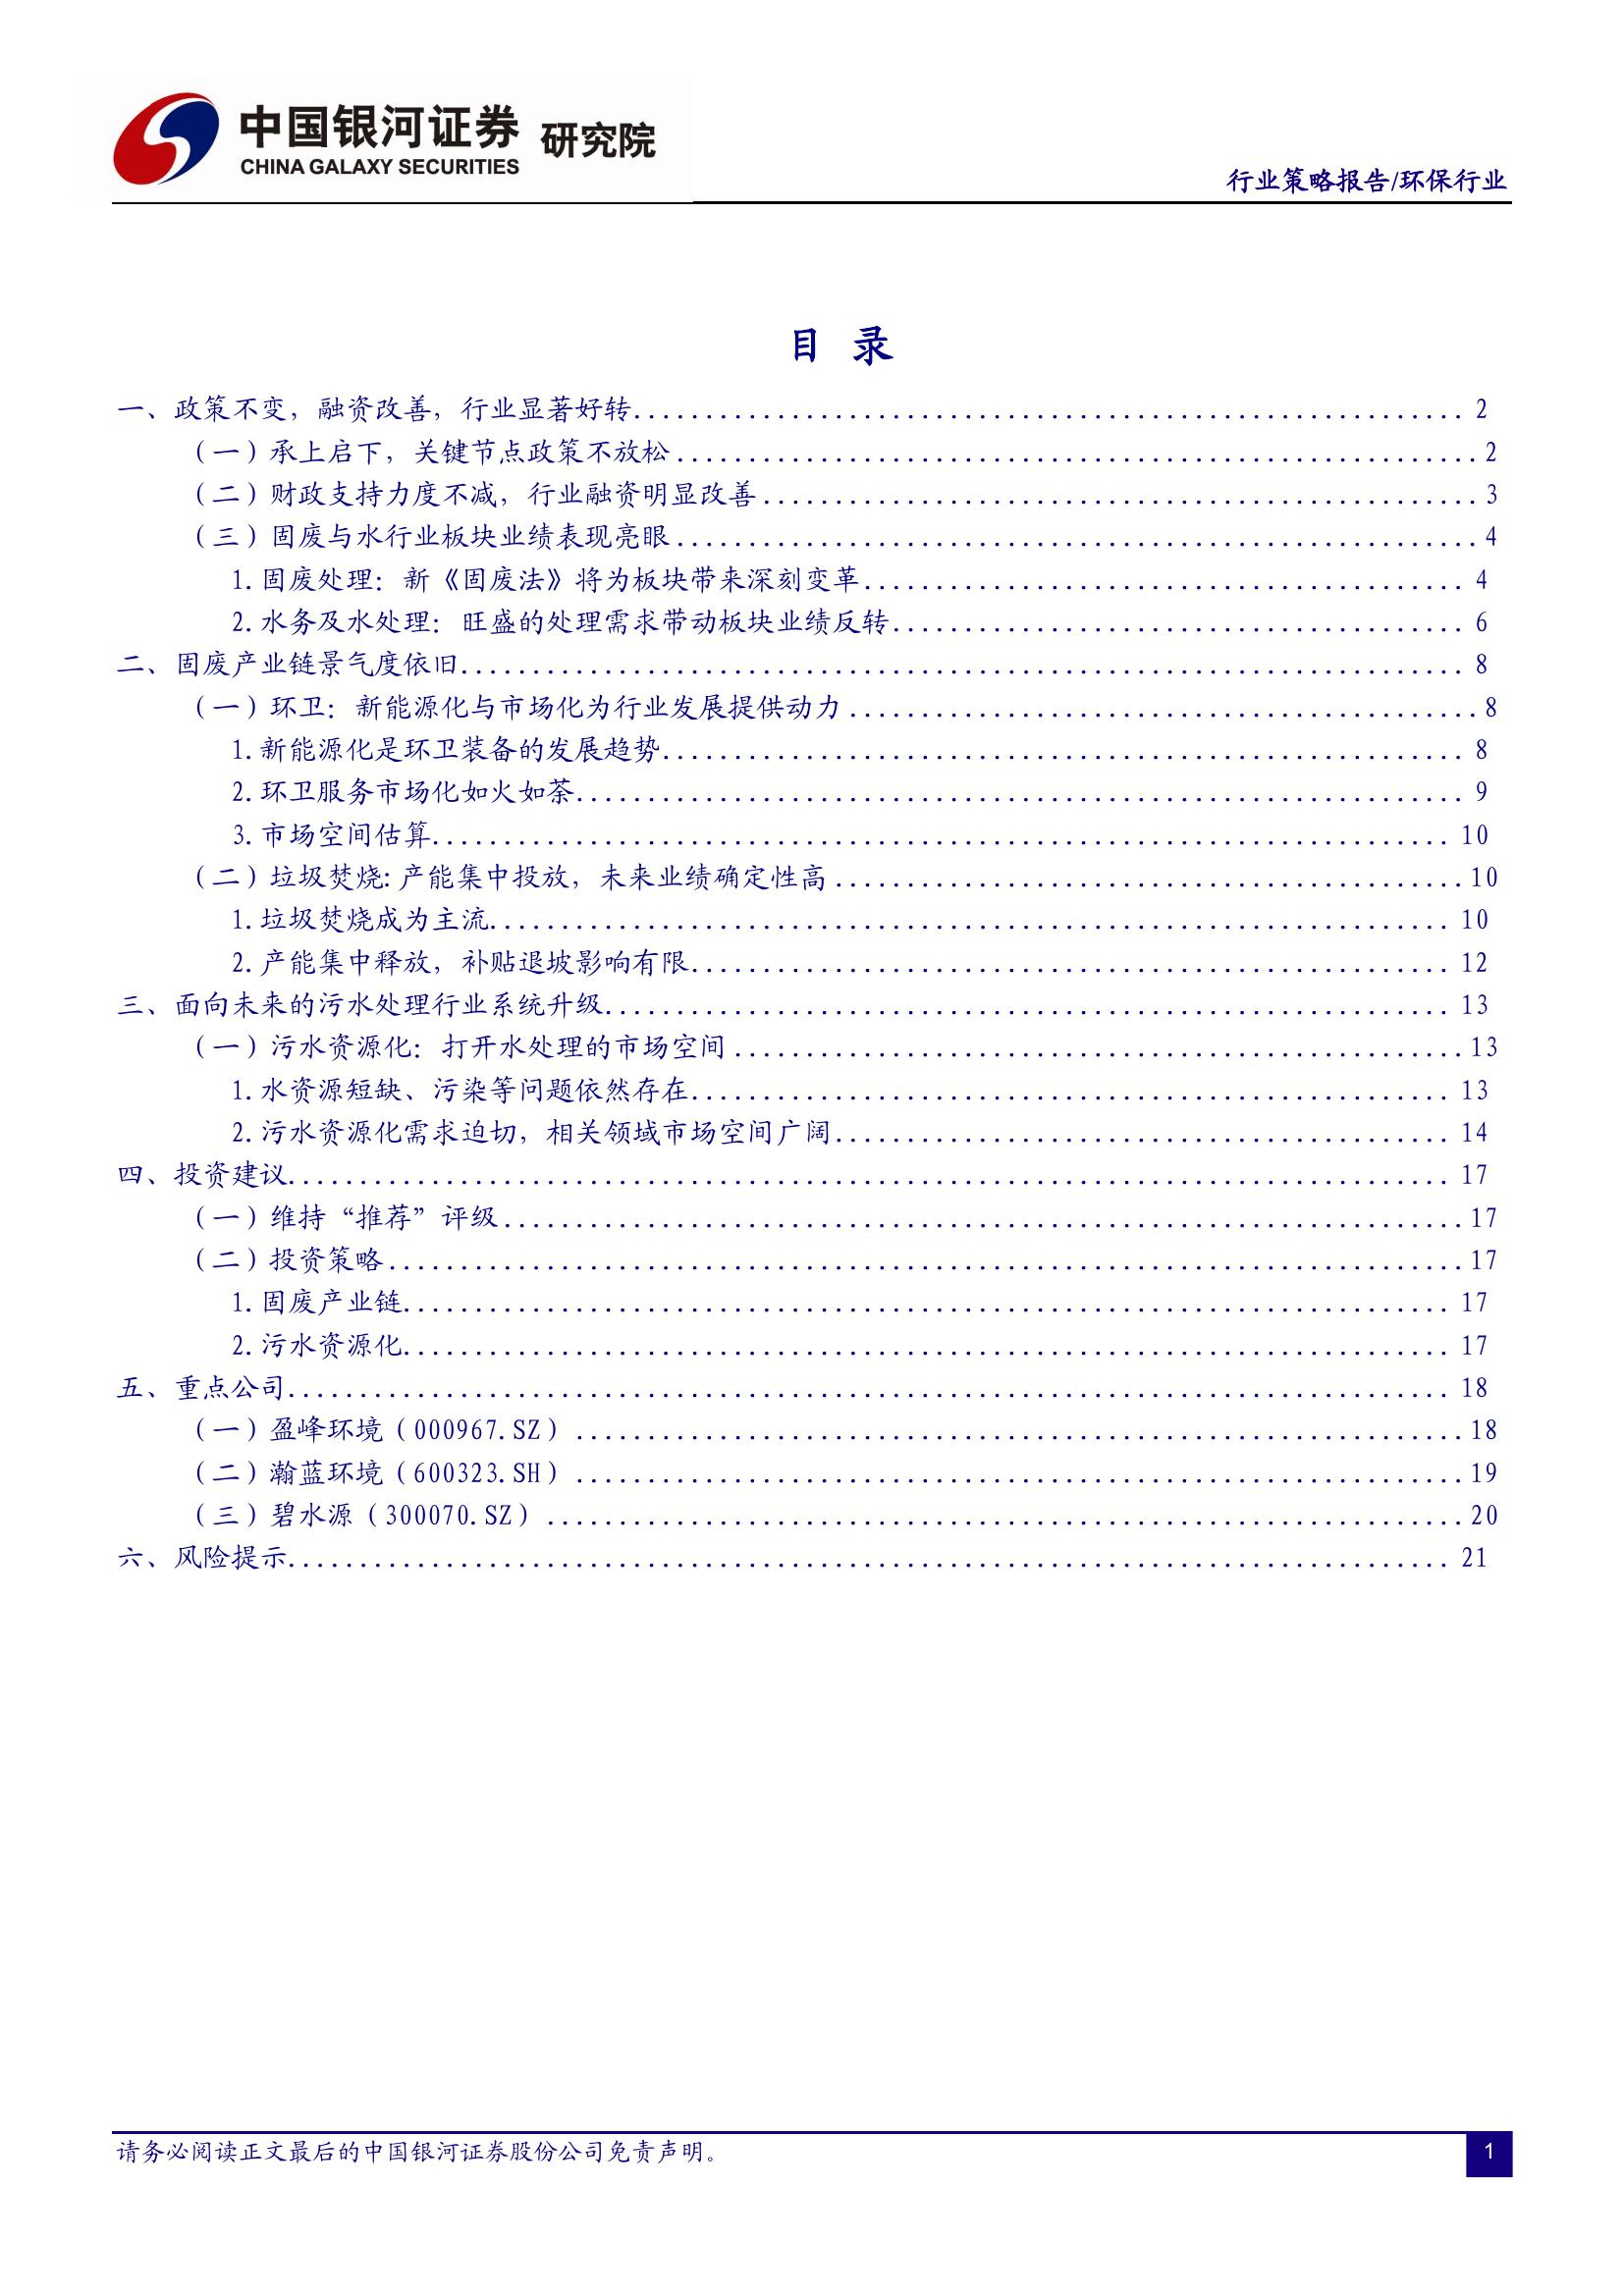 中国银河证券 研究院
CHINA GALAXY SECURITIES
行业策略报告/环保行业
目 录
一、政策不变，融资改善，行业显著好转........................................................ 2
（一）承上启下，关键节点政策不放松........................................................ 2
（二）财政支持力度不减，行业融资明显改善.................................................. 3
（三）固废与水行业板块业绩表现亮眼........................................................ 4
1.固废处理：新《固废法》将为板块带来深刻变革.......................................... 4
2.水务及水处理：旺盛的处理需求带动板块业绩反转........................................ 6
二、固废产业链景气度依旧.................................................................... 8
（一）环卫：新能源化与市场化为行业发展提供动力............................................ 8
1.新能源化是环卫装备的发展趋势........................................................ 8
2.环卫服务市场化如火如荼.............................................................. 9
3.市场空间估算........................................................................ 10
（二）垃圾焚烧:产能集中投放，未来业绩确定性高............................................ 10
1.垃圾焚烧成为主流.................................................................... 10
2.产能集中释放，补贴退坡影响有限...................................................... 12
三、面向未来的污水处理行业系统升级.......................................................... 13
（一）污水资源化：打开水处理的市场空间.................................................... 13
1.水资源短缺、污染等问题依然存在...................................................... 13
2.污水资源化需求迫切，相关领域市场空间广阔............................................ 14
四、投资建议................................................................................ 17
（一）维持“推荐”评级.................................................................... 17
（二）投资策略............................................................................ 17
1.固废产业链.......................................................................... 17
2.污水资源化.......................................................................... 17
五、重点公司................................................................................ 18
（一）盈峰环境（000967.SZ）.............................................................. 18
（二）瀚蓝环境（600323.SH）.............................................................. 19
（三）碧水源（300070.SZ）................................................................ 20
六、风险提示................................................................................ 21
请务必阅读正文最后的中国银河证券股份公司免责声明。
1